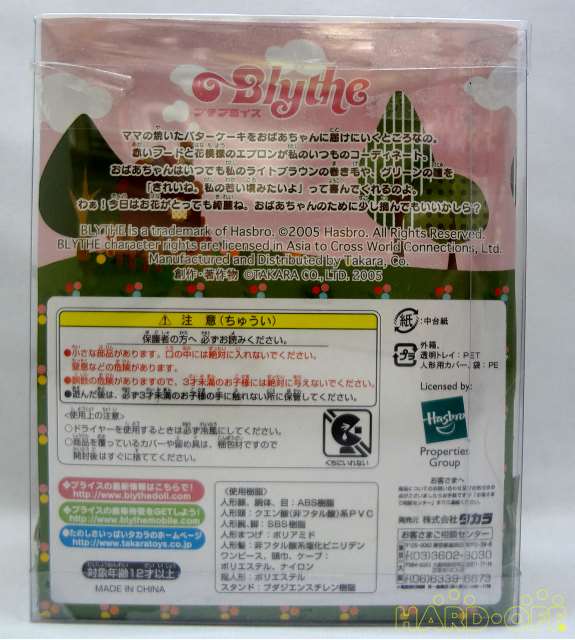 Blythe
プチブライス
ママの焼いたバターケーキをおばあちゃんに届けにいくところなの。
赤いフードと花模様のエプロンが私のいつものコーディネート。
おばあちゃんはいつでも私のライトブラウンの巻き毛や、グリーンの瞳を
「きれいね。私の若い頃みたいよ」って喜んでくれるのよ。
わぁ！今日はお花がとっても綺麗ね。おばあちゃんのために少し摘んでもいいかしら？
BLYTHE is a trademark of Hasbro. ©2005 Hasbro. All Rights Reserved.
BLYTHE character rights are licensed in Asia to Cross World Connections, Ltd.
Manufactured and Distributed by Takara, Co.
創作・著作物 ©TAKARA CO., LTD. 2005
注意（ちゅうい）
保護者の方へ 必ずお読みください。
●小さな部品があります。口の中には絶対に入れないでください。
窒息などの危険があります。
●誤飲の危険がありますので、3才未満のお子様には絶対に与えないでください。
●遊んだ後は、必ず3才未満のお子様の手に触れない所に保管してください。
<使用上の注意>
○ドライヤーを使用するときは必ず冷風にしてください。
○商品を覆っているカバーや留め具は、梱包材ですので
開封後はすぐに捨ててください。
くちにいれない
紙 :中台紙
プラ
外箱、
透明トレイ：PET
人形用カバー、袋：PE
Licensed by:
Hasbro
Properties
Group
●ブライスの最新情報はこちらで！
http://www.blythedoll.com
●ブライスの着専待受をGETしよう！
http://www.blythemobile.com
●たのしさいっぱいタカラのホームページ
http://www.takaratoys.co.jp
対象年齢12才以上
MADE IN CHINA
<使用樹脂>
人形頭、胴体、目：ABS樹脂
人形頭：クエン酸（非フタル酸）系PVC
人形腕、脚：SBS樹脂
人形まつげ：ポリアミド
人形髪：非フタル酸系塩化ビニリデン
ワンピース、頭巾、ケープ：
ポリエステル、ナイロン
指人形：ポリエステル
スタンド：ブタジエンスチレン樹脂
お客さまへ
発売元 株式会社タカラ
お客さまご相談センター
(03)3602-3030
(06)6339-6673
HARD・OFF